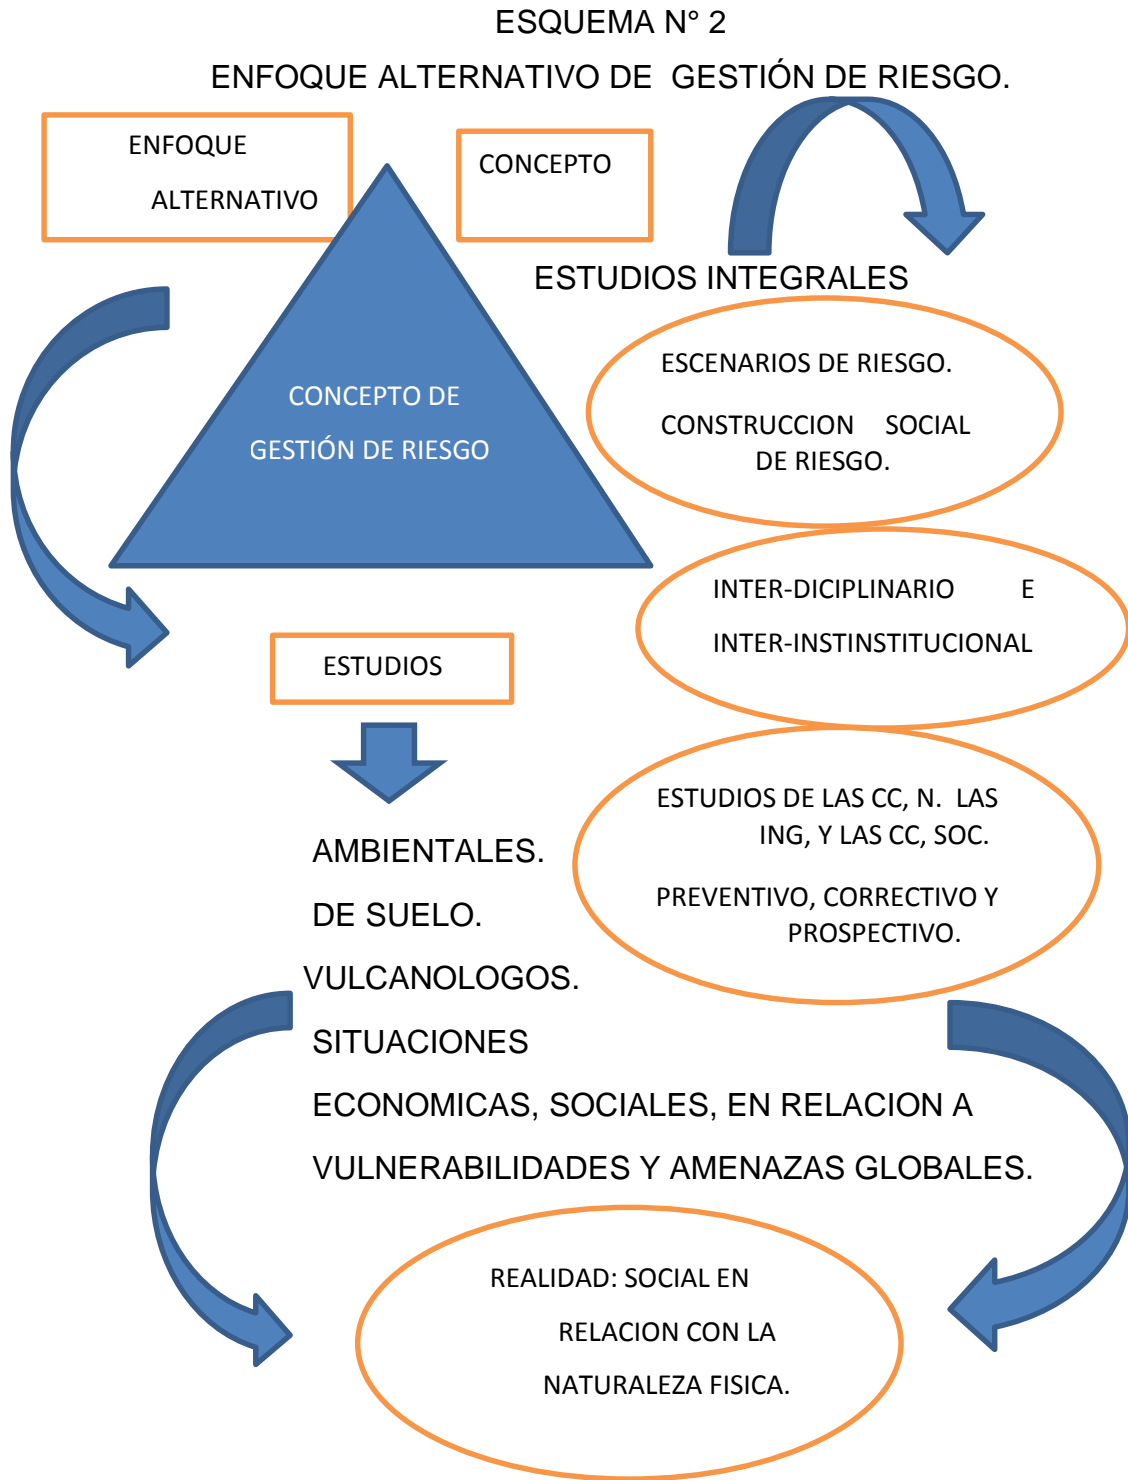 ESQUEMA N° 2
ENFOQUE ALTERNATIVO DE GESTIÓN DE RIESGO.
ENFOQUE
ALTERNATIVO
CONCEPTO
ESTUDIOS INTEGRALES
CONCEPTO DE
GESTIÓN DE RIESGO
ESCENARIOS DE RIESGO.
CONSTRUCCION SOCIAL
DE RIESGO.
INTER-DICIPLINARIO E
INTER-INSTINSTITUCIONAL
ESTUDIOS
ESTUDIOS DE LAS CC, N. LAS
ING, Y LAS CC, SOC.
PREVENTIVO, CORRECTIVO Y
PROSPECTIVO.
AMBIENTALES.
DE SUELO.
VULCANOLOGOS.
SITUACIONES
ECONOMICAS, SOCIALES, EN RELACION A
VULNERABILIDADES Y AMENAZAS GLOBALES.
REALIDAD: SOCIAL EN
RELACION CON LA
NATURALEZA FISICA.